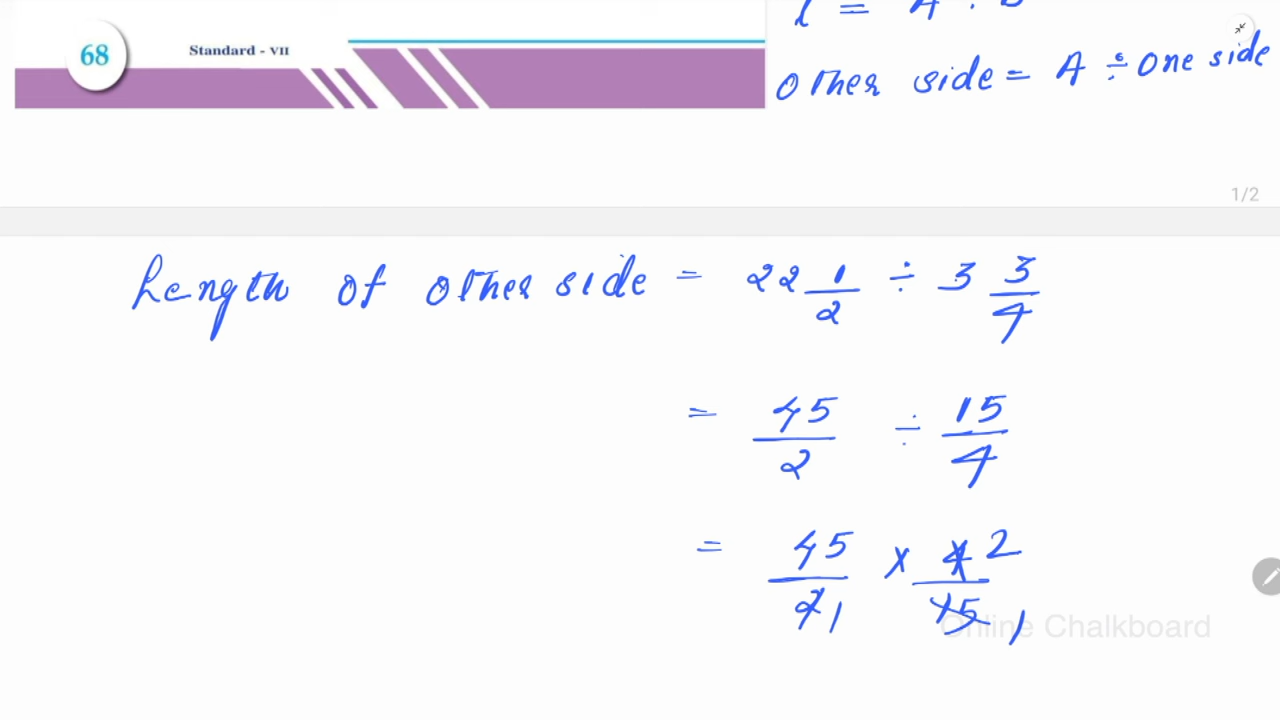 l = A ÷ b
68
Standard - VII
other side = A ÷ one side
1/2
Length of other side = 22 1/2 ÷ 3 3/4
= 45/2 ÷ 15/4
= 45/2 1 × 4 2/15 1
Online Chalkboard